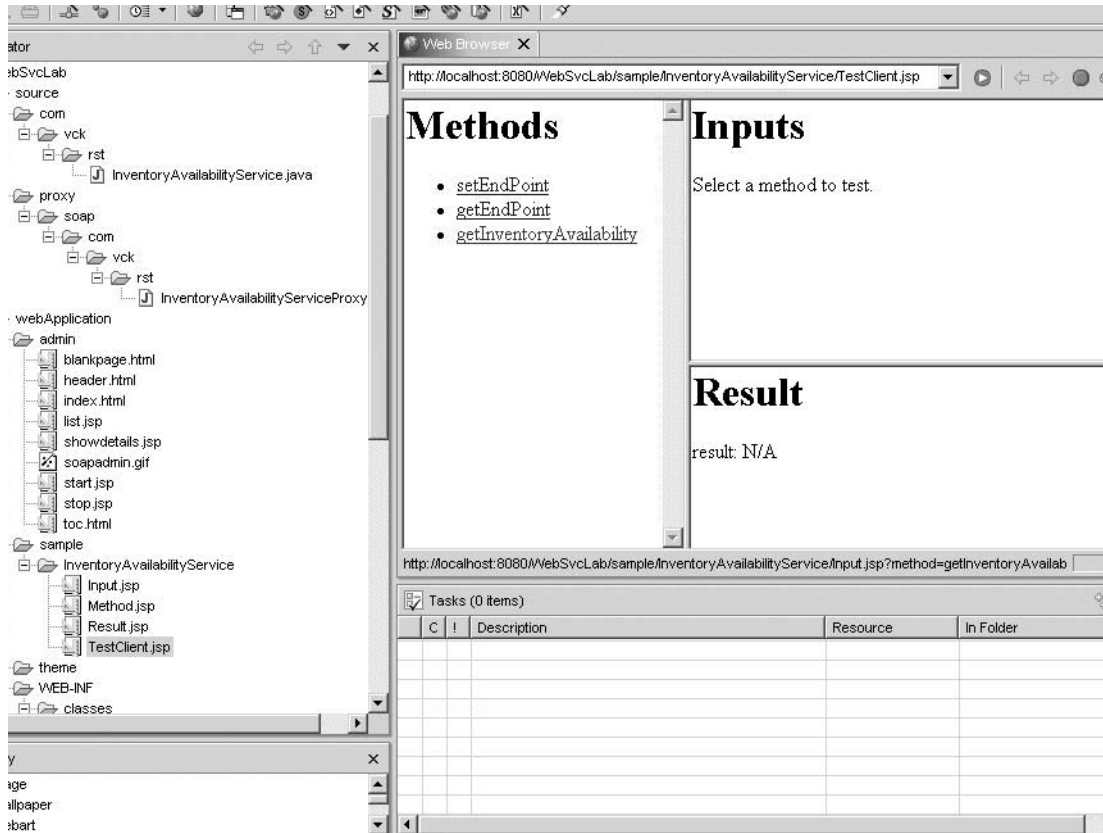 ator
ebSvcLab
source
com
vck
rst
InventoryAvailabilityService.java
proxy
soap
com
vck
rst
InventoryAvailabilityServiceProxy
webApplication
admin
blankpage.html
header.html
index.html
list.jsp
showdetails.jsp
soapadmin.gif
start.jsp
stop.jsp
toc.html
sample
InventoryAvailabilityService
Input.jsp
Method.jsp
Result.jsp
TestClient.jsp
theme
WEB-INF
classes
y
age
allpaper
ebart
Web Browser
http://localhost:8080/WebSvcLab/sample/InventoryAvailabilityService/TestClient.jsp
Methods
setEndPoint
getEndPoint
getInventoryAvailability
Inputs
Select a method to test.
Result
result: N/A
http://localhost:8080/WebSvcLab/sample/InventoryAvailabilityService/Input.jsp?method=getInventoryAvailab
Tasks (0 items)
C ! Description Resource In Folder